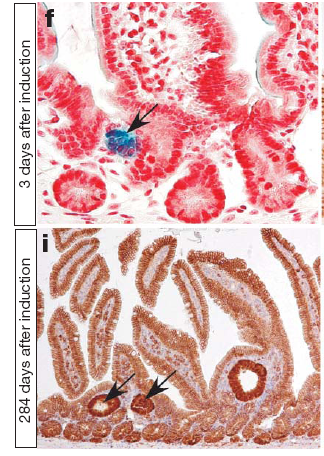 f
3 days after induction
i
284 days after induction